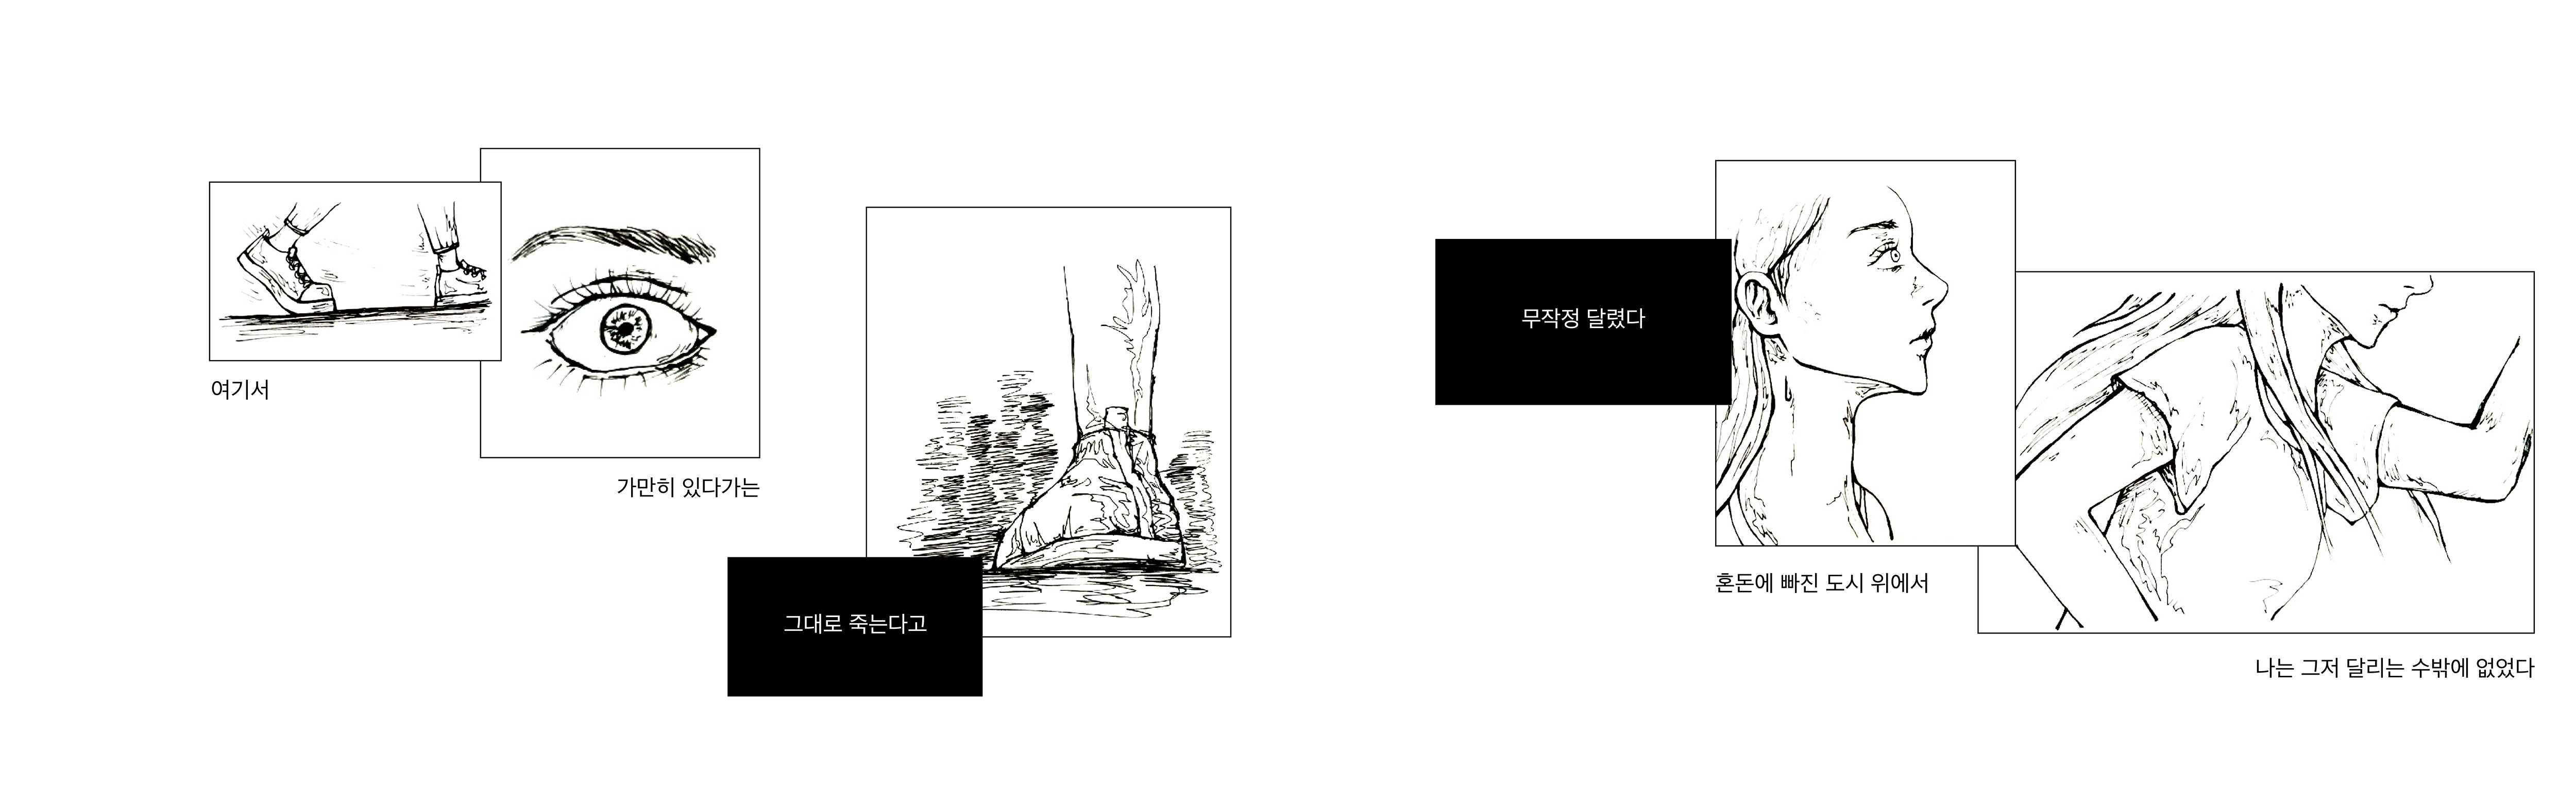 여기서
가만히 있다가는
그대로 죽는다고
무작정 달렸다
혼돈에 빠진 도시 위에서
나는 그저 달리는 수밖에 없었다